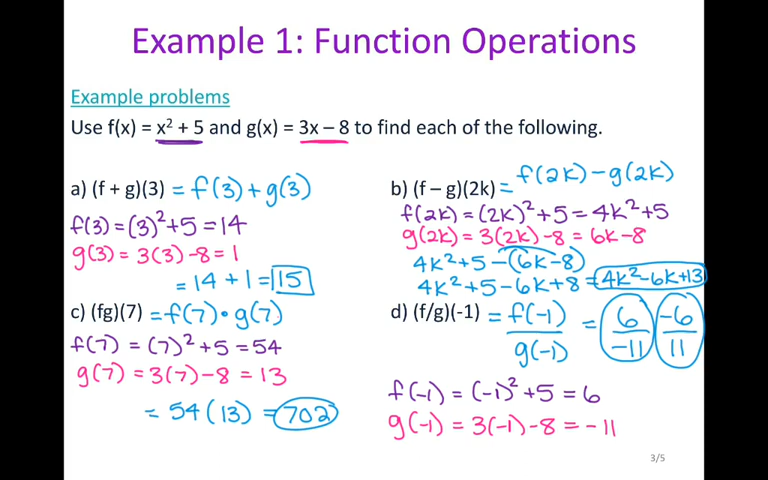 Example 1: Function Operations
Example problems
Use f(x) = x² + 5 and g(x) = 3x – 8 to find each of the following.
a) (f + g)(3) = f(3) + g(3)
f(3) = (3)² + 5 = 14
g(3) = 3(3) - 8 = 1
= 14 + 1 = 15
b) (f – g)(2k) = f(2k) - g(2k)
f(2k) = (2k)² + 5 = 4k² + 5
g(2k) = 3(2k) - 8 = 6k - 8
4k² + 5 - (6k - 8)
4k² + 5 - 6k + 8 = 4k² - 6k + 13
c) (fg)(7) = f(7) • g(7)
f(7) = (7)² + 5 = 54
g(7) = 3(7) - 8 = 13
= 54(13) = 702
d) (f/g)(-1) = f(-1)/g(-1) = 6/-11 -6/11
f(-1) = (-1)² + 5 = 6
g(-1) = 3(-1) - 8 = -11
3/5